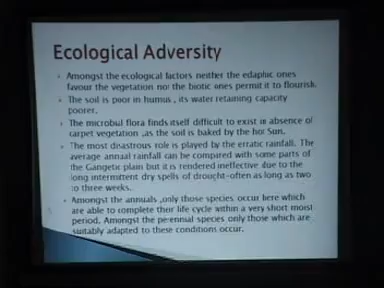 Ecological Adversity
Amongst the ecological factors neither the edaphic ones
favour the vegetation nor the biotic ones permit it to flourish.
The soil is poor in humus , its water retaining capacity
poorer.
The microbial flora finds itself difficult to exist in absence of
carpet vegetation ,as the soil is baked by the hot Sun.
The most disastrous role is played by the erratic rainfall. The
average annaal rainfall can be compared with some parts of
the Gangetic plain but it is rendered ineffective due to the
long intermittent dry spells of drought-often as long as two
to three weeks.
Amongst the annuals ,only those species occur here which
are able to complete their life cycle within a very short moist
period. Amongst the perennial species only those which are
suitably adapted to these conditions occur.